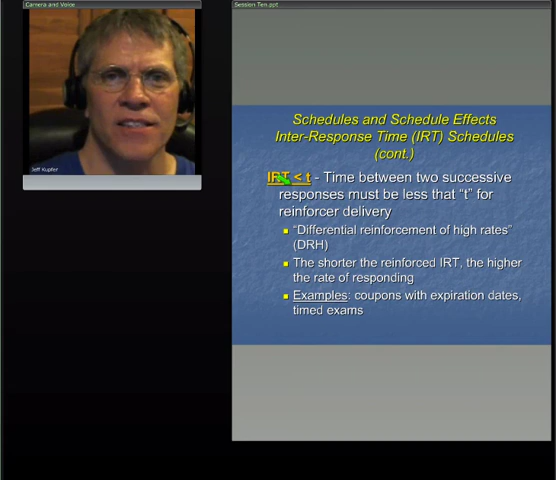 Camera and Voice
Session Ten.ppt
Jeff Kupfer
Schedules and Schedule Effects
Inter-Response Time (IRT) Schedules
(cont.)
IRT < t - Time between two successive
responses must be less that “t” for
reinforcer delivery
“Differential reinforcement of high rates”
(DRH)
The shorter the reinforced IRT, the higher
the rate of responding
Examples: coupons with expiration dates,
timed exams